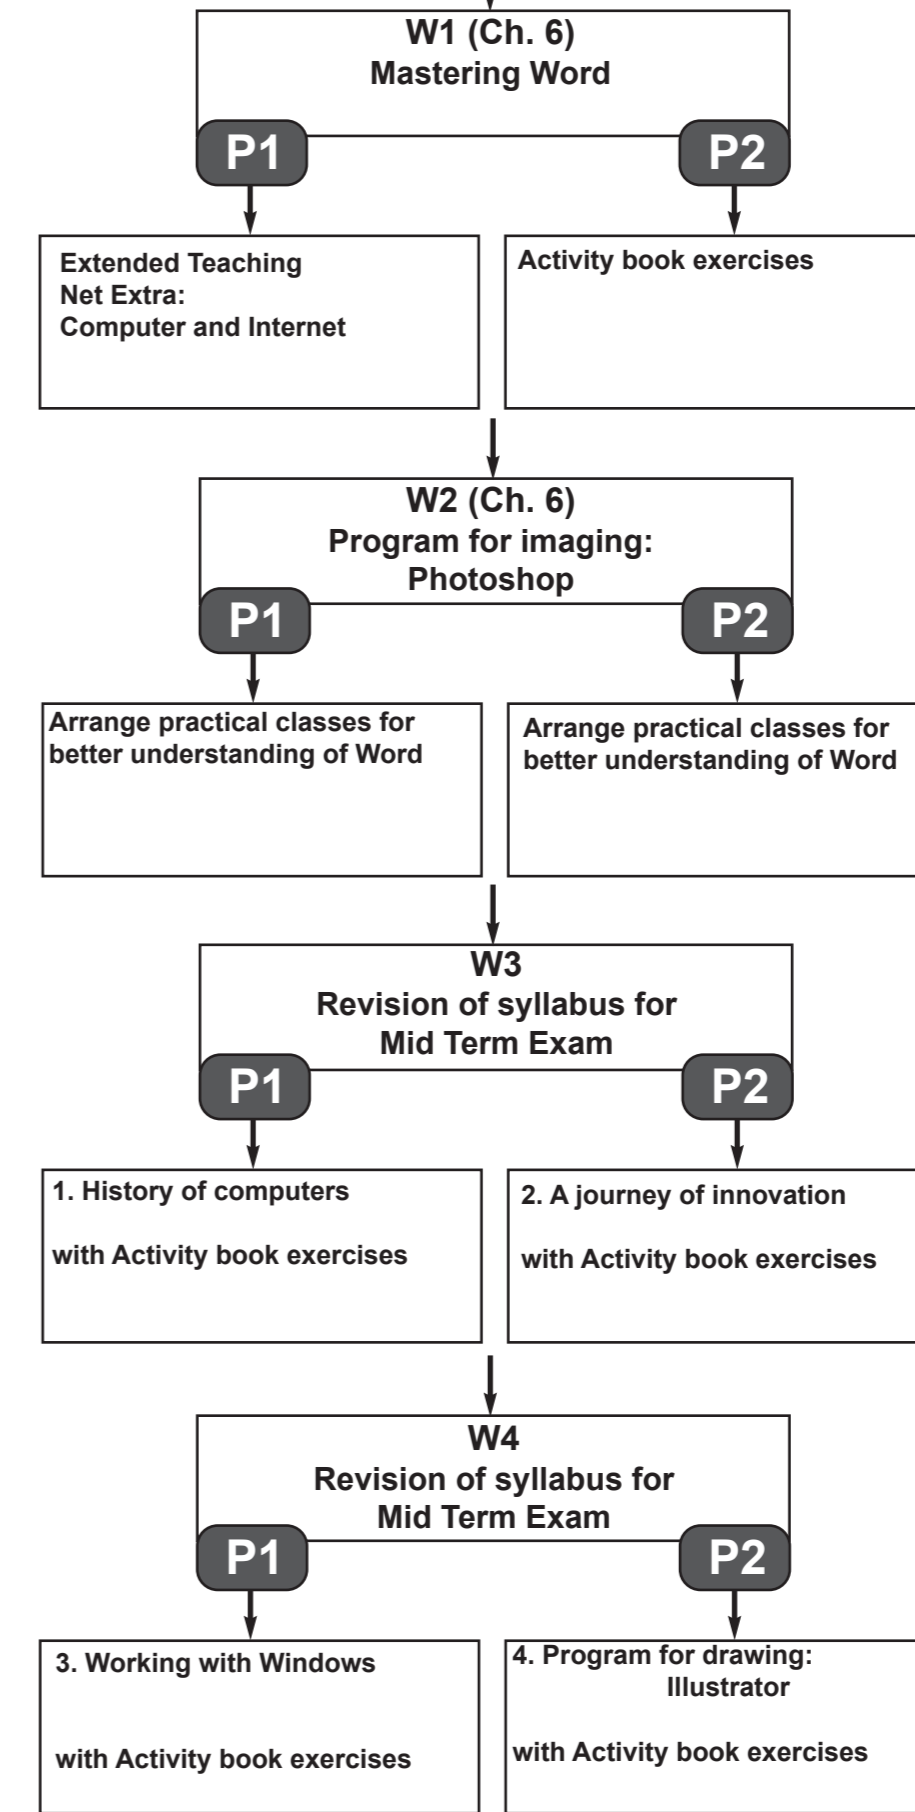 W1 (Ch. 6)
Mastering Word
P1
P2
Extended Teaching
Net Extra:
Computer and Internet
Activity book exercises
W2 (Ch. 6)
Program for imaging:
Photoshop
P1
P2
Arrange practical classes for
better understanding of Word
Arrange practical classes for
better understanding of Word
W3
Revision of syllabus for
Mid Term Exam
P1
P2
1. History of computers
with Activity book exercises
2. A journey of innovation
with Activity book exercises
W4
Revision of syllabus for
Mid Term Exam
P1
P2
3. Working with Windows
with Activity book exercises
4. Program for drawing:
Illustrator
with Activity book exercises